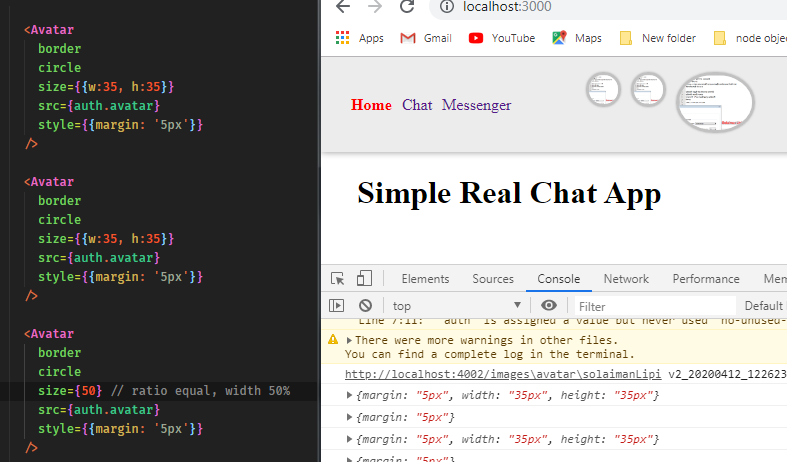 <Avatar
border
circle
size={{w:35, h:35}}
src={auth.avatar}
style={{margin: '5px'}}
/>
<Avatar
border
circle
size={{w:35, h:35}}
src={auth.avatar}
style={{margin: '5px'}}
/>
<Avatar
border
circle
size={50} // ratio equal, width 50%
src={auth.avatar}
style={{margin: '5px'}}
/>
localhost:3000
Apps Gmail YouTube Maps New folder node objec
Home Chat Messenger
Simple Real Chat App
Elements Sources Console Network Performance Mem
top Filter Default
Line 7:11: 'auth' is assigned a value but never used no-unused-
There were more warnings in other files.
You can find a complete log in the terminal.
http://localhost:4002/images\avatar\solaimanLipi v2_20200412_122623
{margin: "5px", width: "35px", height: "35px"}
{margin: "5px"}
{margin: "5px", width: "35px", height: "35px"}
{margin: "5px"}